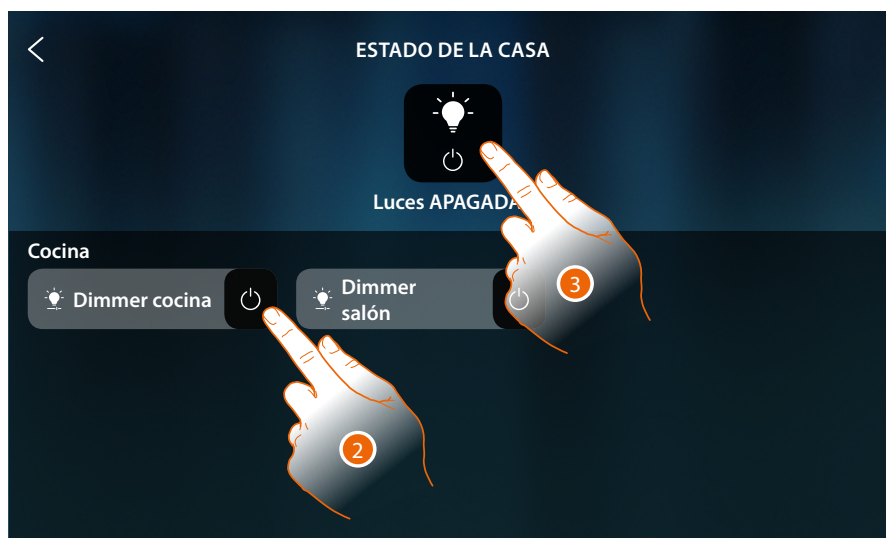 ESTADO DE LA CASA
Luces APAGADA
Cocina
Dimmer cocina
Dimmer
salón
3
2